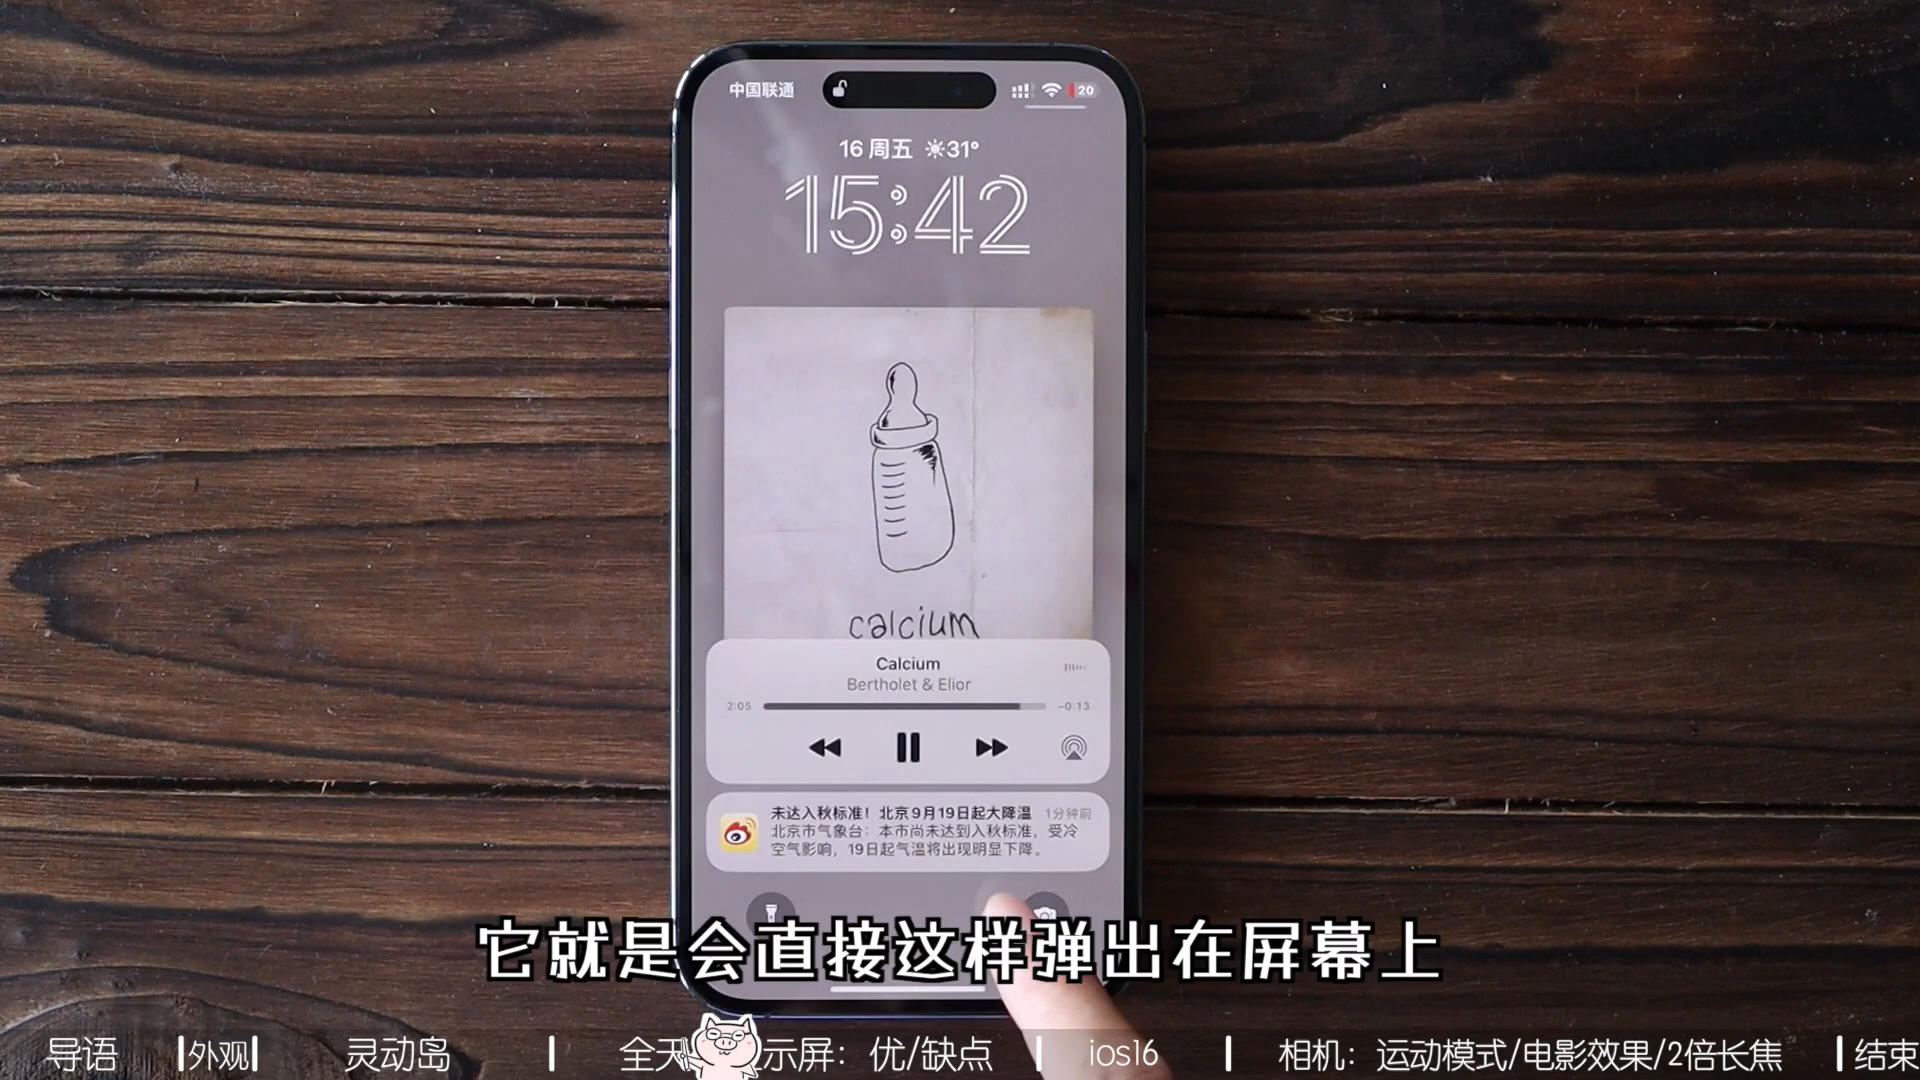 中国联通
20
16 周五 31°
15:42
calcium
Calcium
Bertholet & Elior
2:05
-0:13
未达入秋标准！北京9月19日起大降温 1分钟前
北京市气象台：本市尚未达到入秋标准，受冷
空气影响，19日起气温将出现明显下降。
它就是会直接这样弹出在屏幕上
导语 外观 灵动岛 全天 示屏：优/缺点 ios16 相机：运动模式/电影效果/2倍长焦 结束